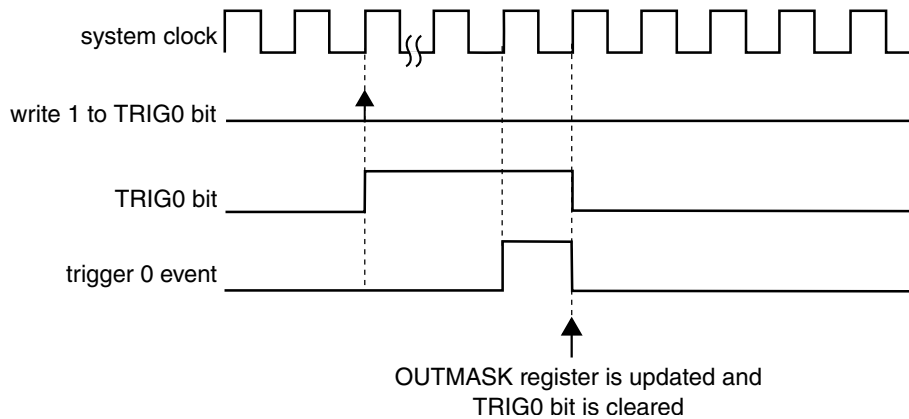 system clock
write 1 to TRIG0 bit
TRIG0 bit
trigger 0 event
OUTMASK register is updated and
TRIG0 bit is cleared